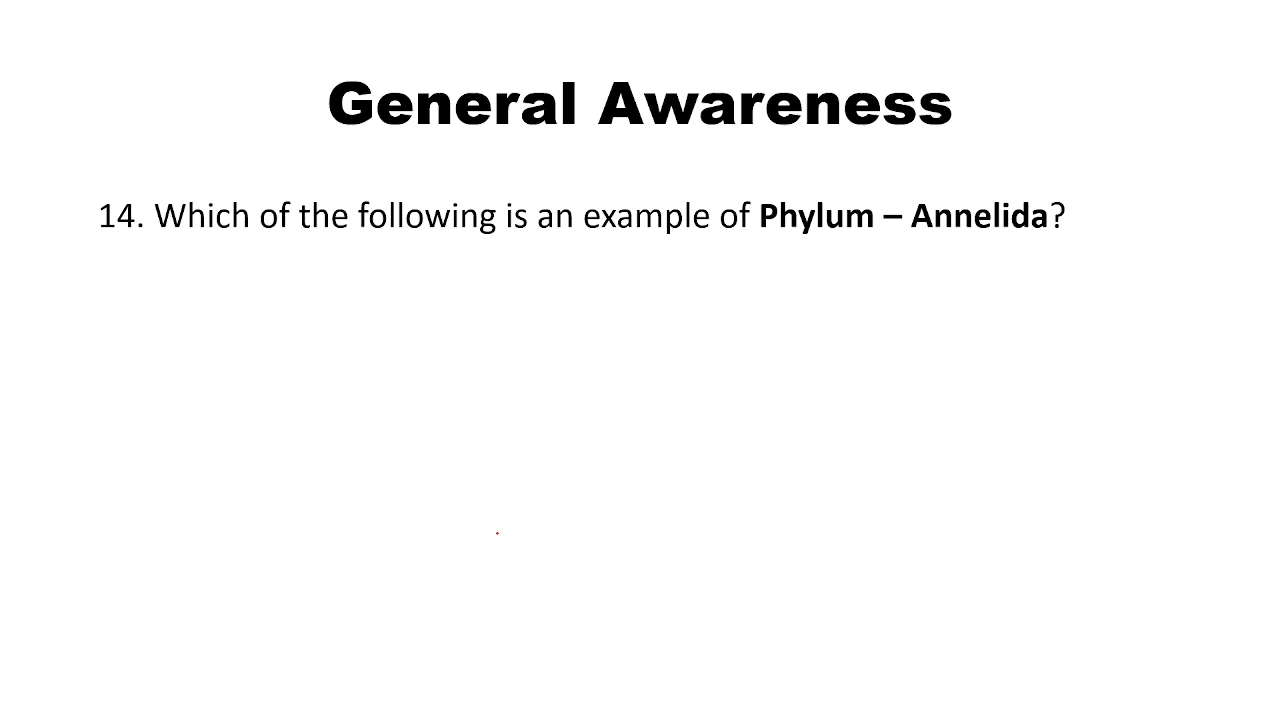 General Awareness
14. Which of the following is an example of Phylum – Annelida?